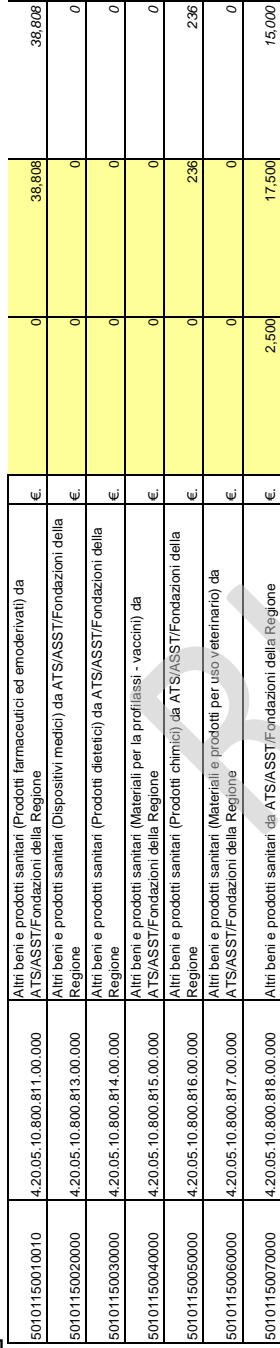 50101150010010 4.20.05.10.800.811.00.000 Altri beni e prodotti sanitari (Prodotti farmaceutici ed emoderivati) da ATS/ASST/Fondazioni della Regione €. 0 38,808 38,808
50101150020000 4.20.05.10.800.813.00.000 Altri beni e prodotti sanitari (Dispositivi medici) da ATS/ASST/Fondazioni della Regione €. 0 0 0
50101150030000 4.20.05.10.800.814.00.000 Altri beni e prodotti sanitari (Prodotti dietetici) da ATS/ASST/Fondazioni della Regione €. 0 0 0
50101150040000 4.20.05.10.800.815.00.000 Altri beni e prodotti sanitari (Materiali per la profilassi - vaccini) da ATS/ASST/Fondazioni della Regione €. 0 0 0
50101150050000 4.20.05.10.800.816.00.000 Altri beni e prodotti sanitari (Prodotti chimici) da ATS/ASST/Fondazioni della Regione €. 0 236 236
50101150060000 4.20.05.10.800.817.00.000 Altri beni e prodotti sanitari (Materiali e prodotti per uso veterinario) da ATS/ASST/Fondazioni della Regione €. 0 0 0
50101150070000 4.20.05.10.800.818.00.000 Altri beni e prodotti sanitari da ATS/ASST/Fondazioni della Regione €. 2,500 17,500 15,000